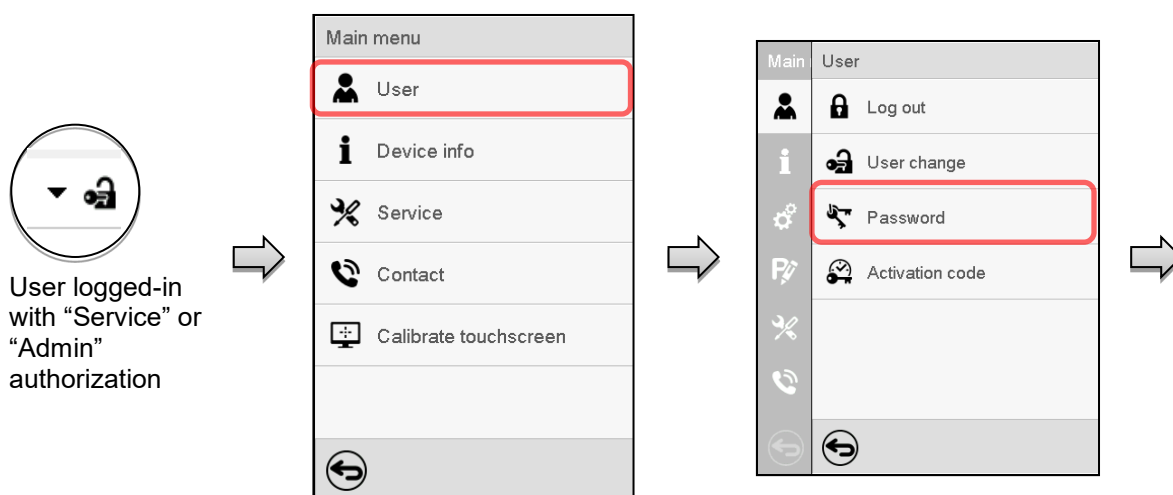 User logged-in
with “Service” or
“Admin”
authorization
Main menu
User
Device info
Service
Contact
Calibrate touchscreen
Main
User
Log out
User change
Password
Activation code